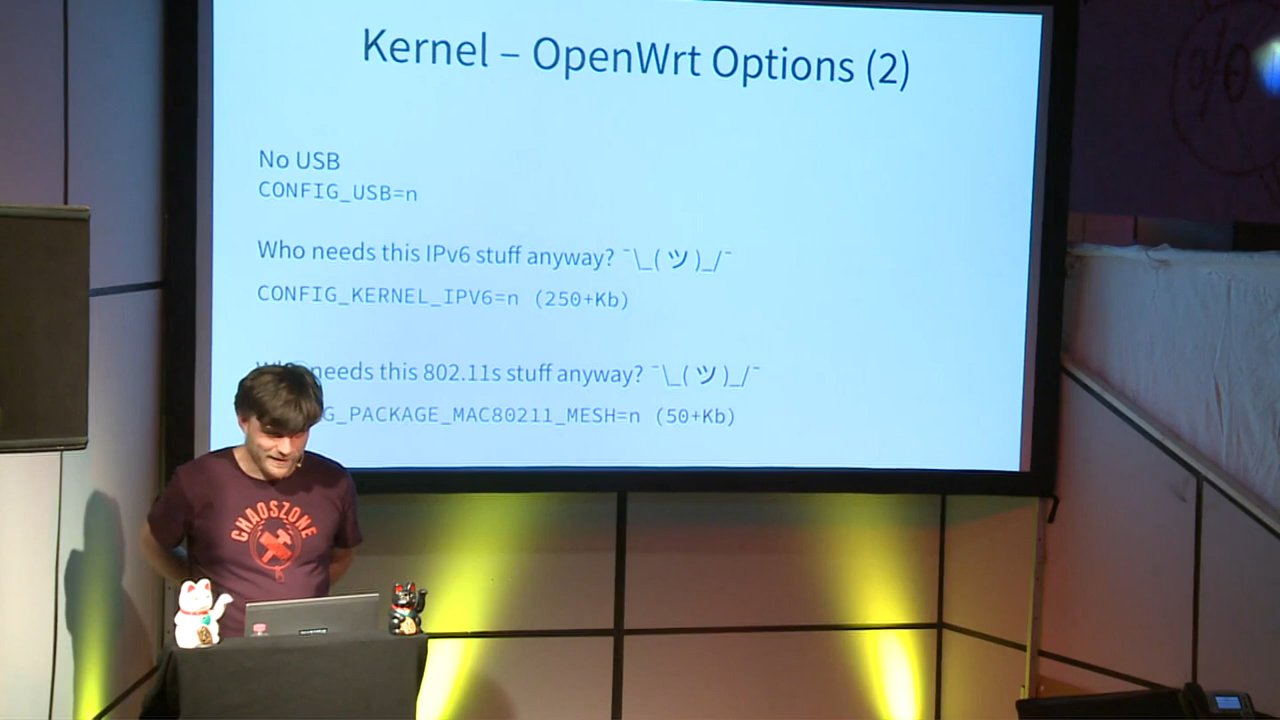 Kernel – OpenWrt Options (2)
No USB
CONFIG_USB=n
Who needs this IPv6 stuff anyway? ¯\_(ツ)_/¯
CONFIG_KERNEL_IPV6=n (250+Kb)
needs this 802.11s stuff anyway? ¯\_(ツ)_/¯
G_PACKAGE_MAC80211_MESH=n (50+Kb)
CHAOSZONE